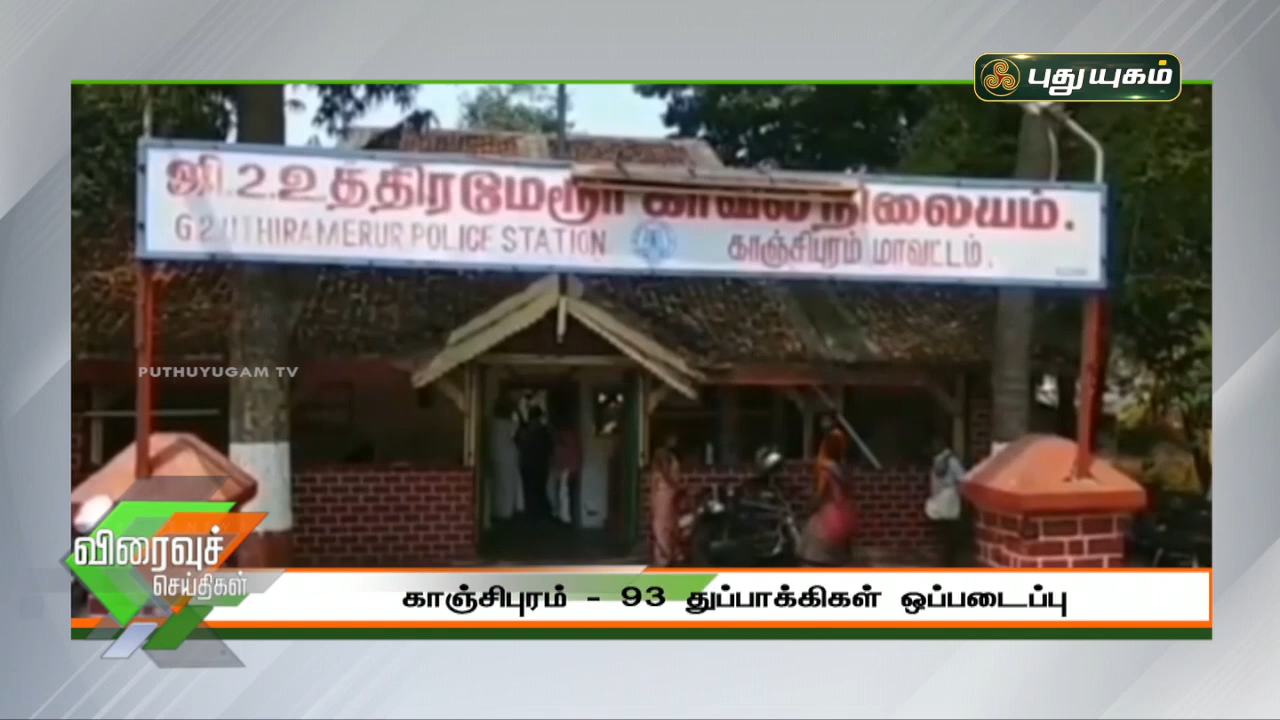 புதுயுகம்
ஜி.2.உத்திரமேரூர் காவல் நிலையம்.
G2 UTHIRAMERUR POLICE STATION
காஞ்சிபுரம் மாவட்டம்.
PUTHUYUGAM TV
விரைவுச்
செய்திகள்
காஞ்சிபுரம் - 93 துப்பாக்கிகள் ஒப்படைப்பு